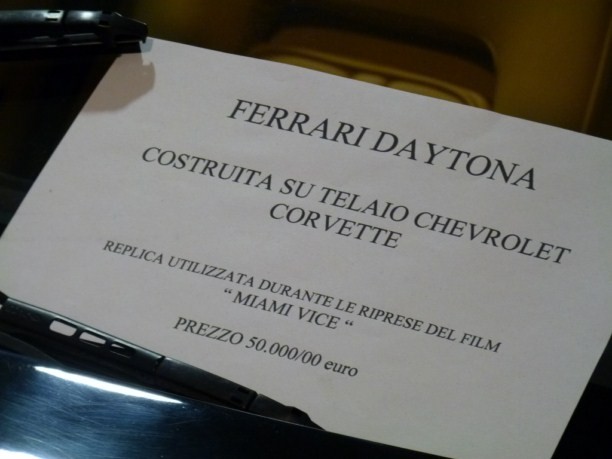 FERRARI DAYTONA
COSTRUITA SU TELAIO CHEVROLET
CORVETTE
REPLICA UTILIZZATA DURANTE LE RIPRESE DEL FILM
“ MIAMI VICE “
PREZZO 50.000/00 euro